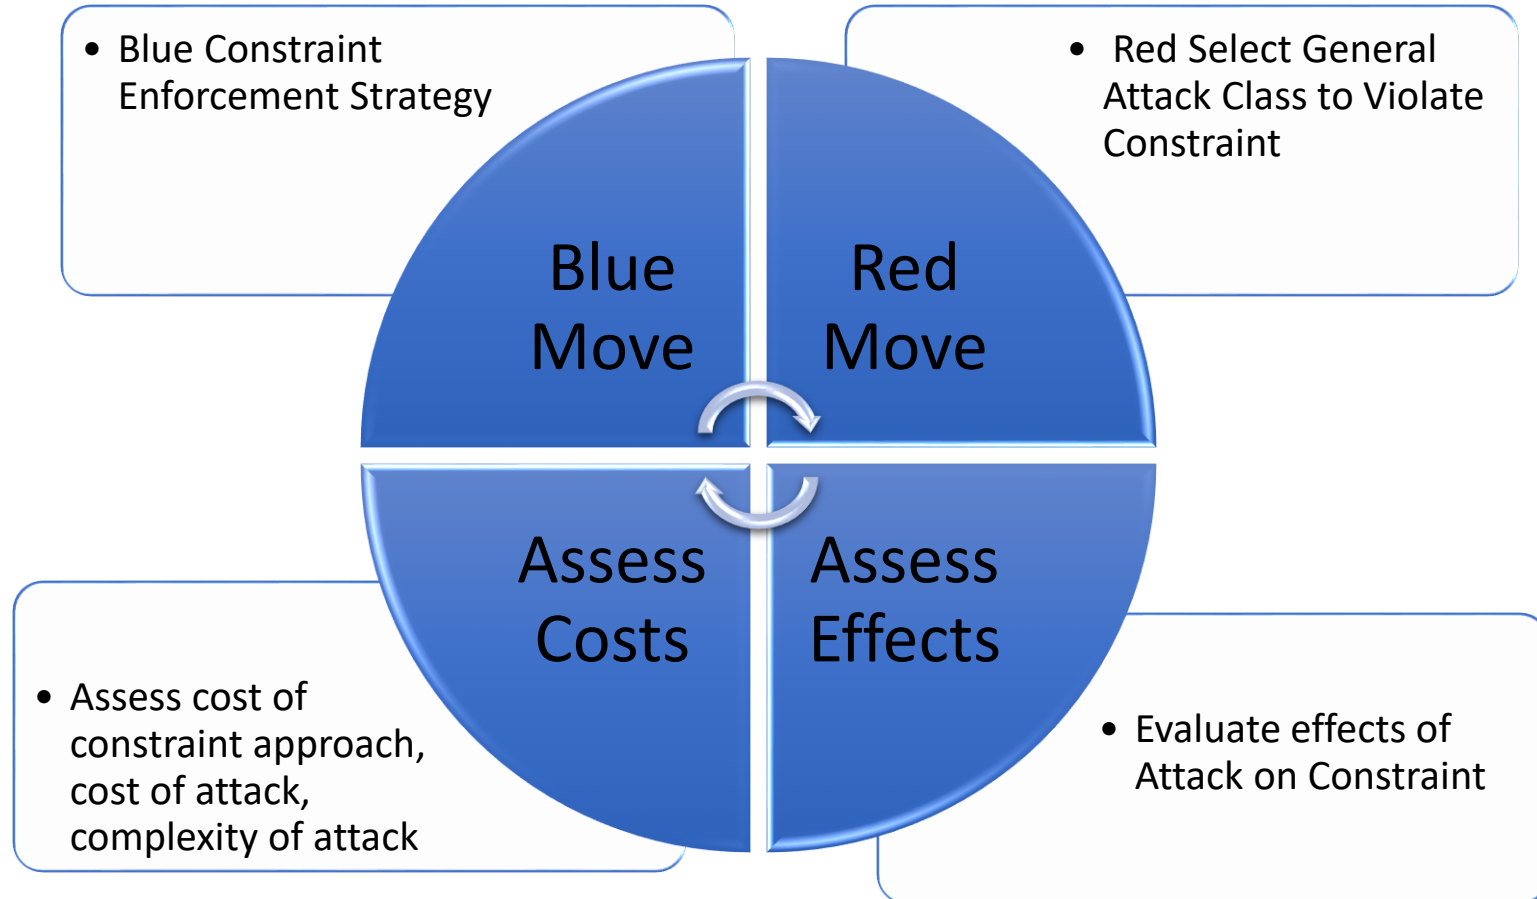 • Blue Constraint
Enforcement Strategy
• Red Select General
Attack Class to Violate
Constraint
Blue
Move
Red
Move
Assess
Costs
Assess
Effects
• Assess cost of
constraint approach,
cost of attack,
complexity of attack
• Evaluate effects of
Attack on Constraint